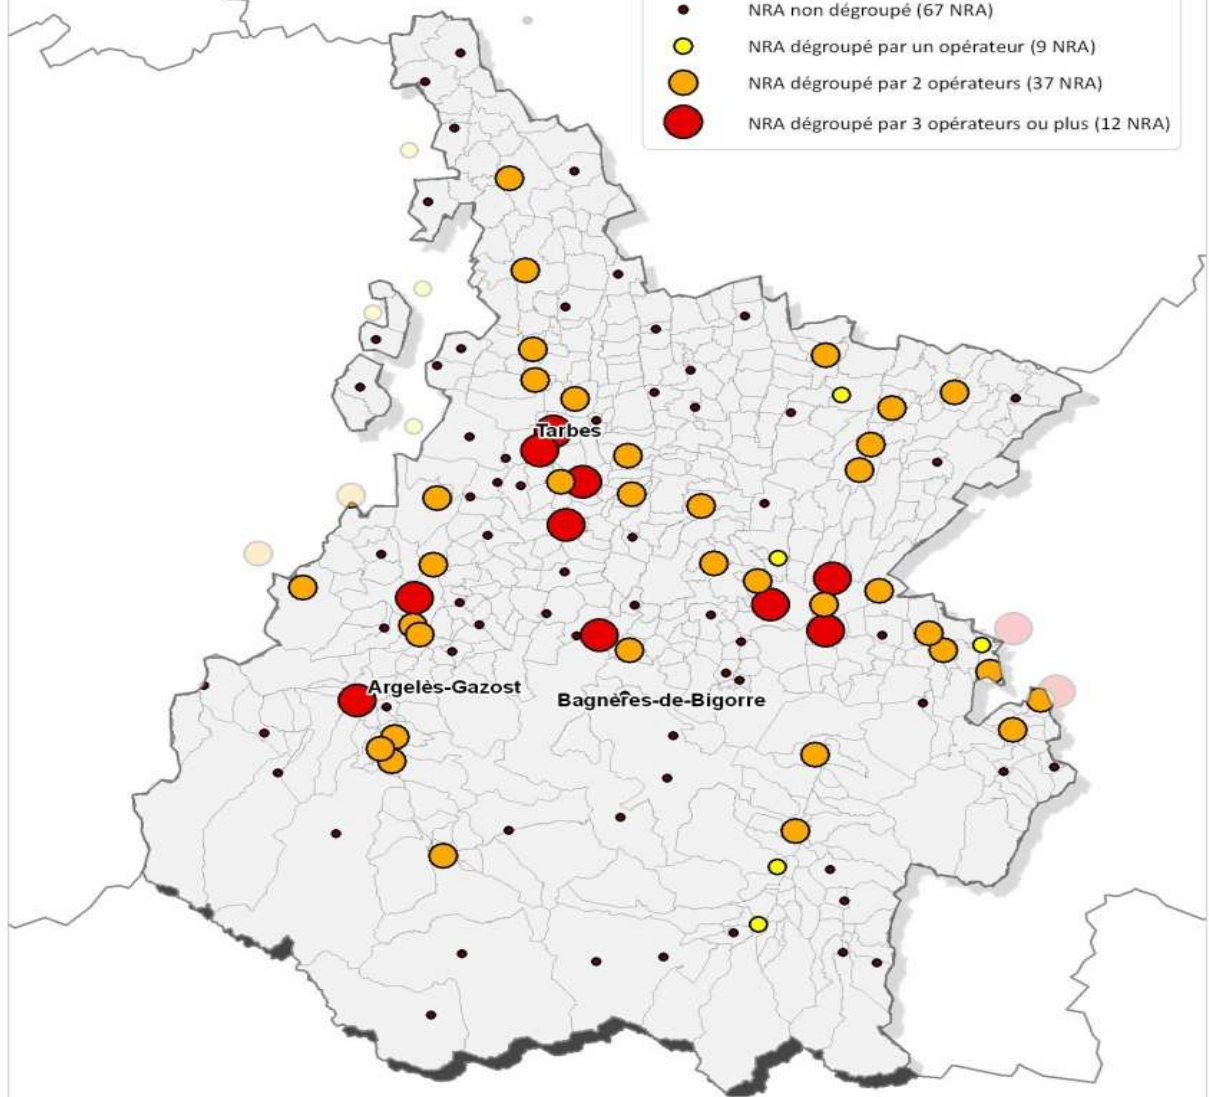 NRA non dégroupé (67 NRA)
NRA dégroupé par un opérateur (9 NRA)
NRA dégroupé par 2 opérateurs (37 NRA)
NRA dégroupé par 3 opérateurs ou plus (12 NRA)
Tarbes
Argelès-Gazost
Bagnères-de-Bigorre